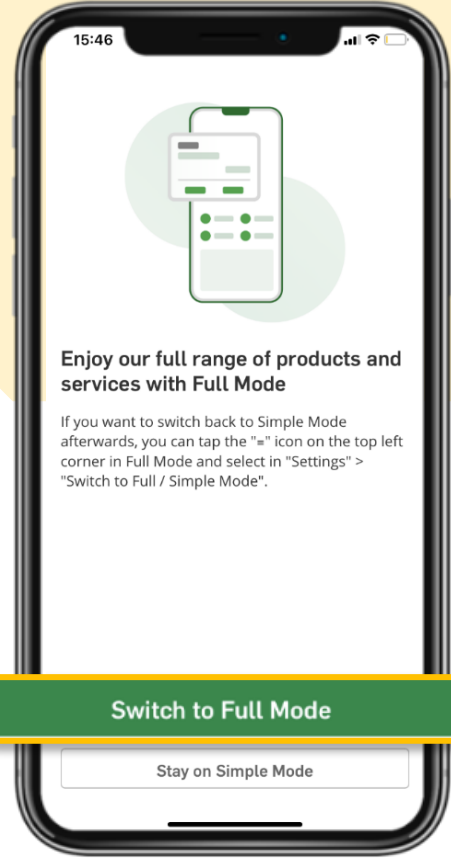 15:46
Enjoy our full range of products and
services with Full Mode
If you want to switch back to Simple Mode
afterwards, you can tap the "≡" icon on the top left
corner in Full Mode and select in "Settings" >
"Switch to Full / Simple Mode".
Switch to Full Mode
Stay on Simple Mode